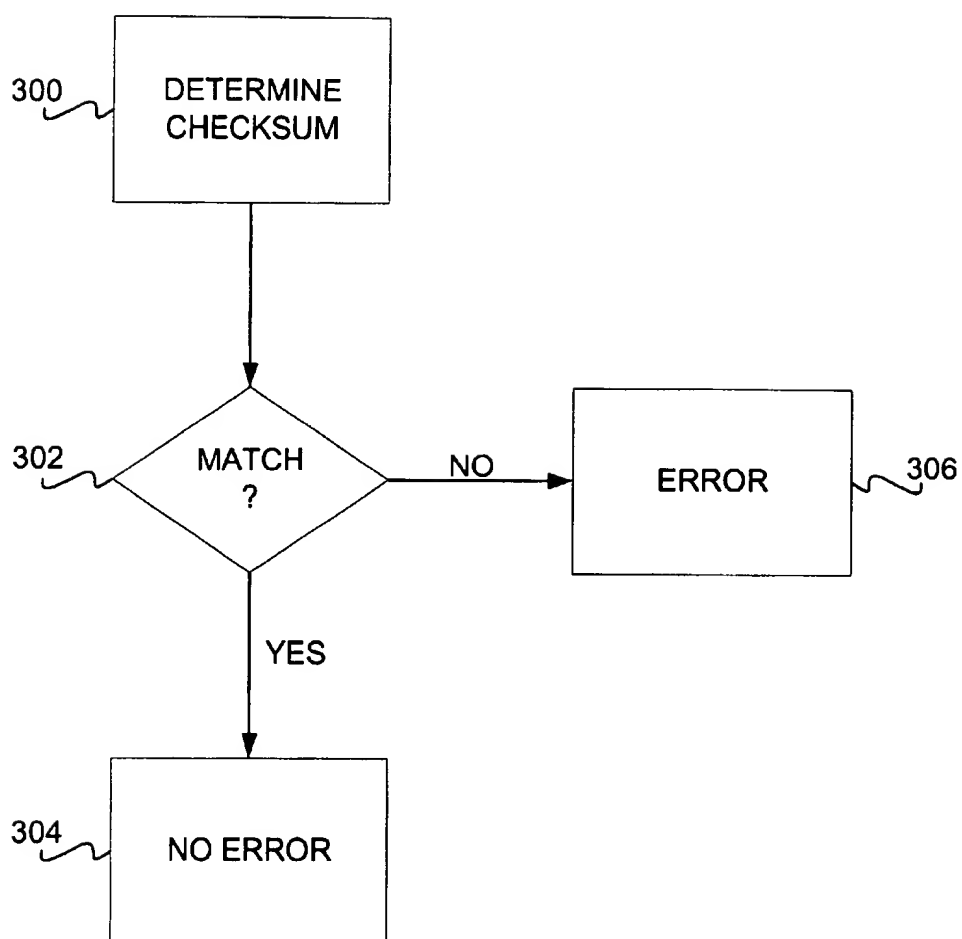 300
DETERMINE
CHECKSUM
302
MATCH
?
NO
ERROR
306
YES
304
NO ERROR